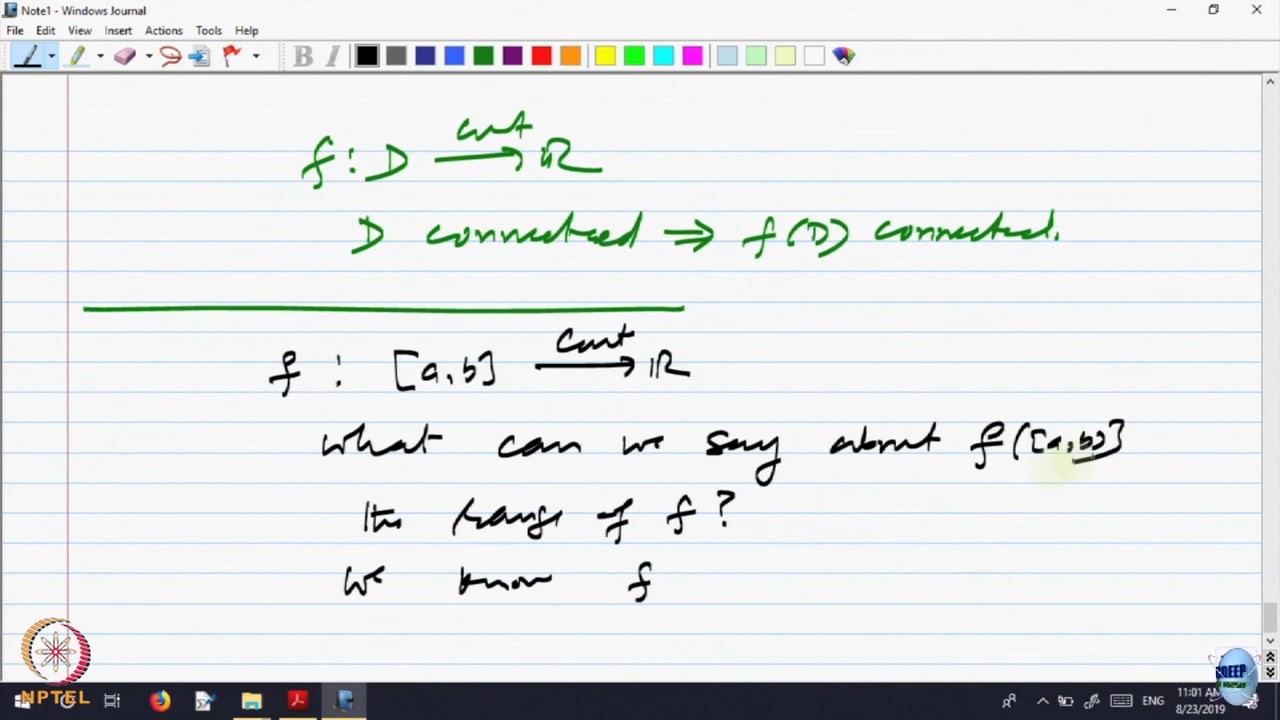 Note1 - Windows Journal
File Edit View Insert Actions Tools Help
B I
f : D cont → ℝ
D connected ⇒ f(D) connected.
f : [a,b] cont → ℝ
what can we say about f([a,b])
the range of f ?
we know f
NPTEL
CDEEP
ENG
11:01 AM
8/23/2019